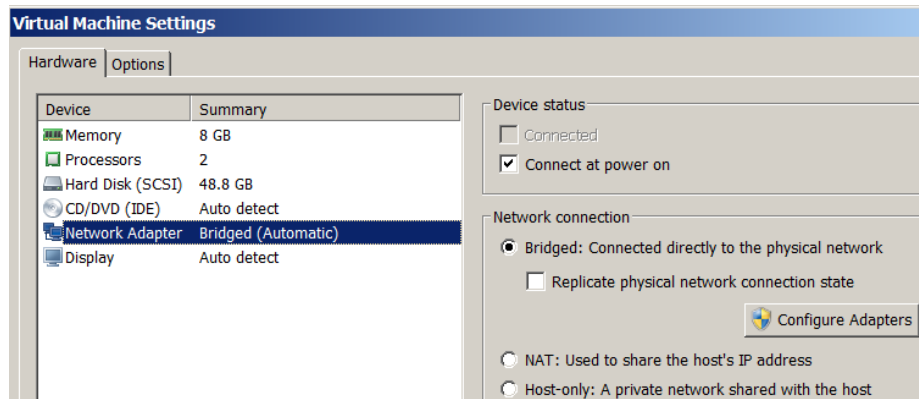 Virtual Machine Settings
Hardware Options
Device Summary
Memory 8 GB
Processors 2
Hard Disk (SCSI) 48.8 GB
CD/DVD (IDE) Auto detect
Network Adapter Bridged (Automatic)
Display Auto detect
Device status
Connected
Connect at power on
Network connection
Bridged: Connected directly to the physical network
Replicate physical network connection state
Configure Adapters
NAT: Used to share the host's IP address
Host-only: A private network shared with the host